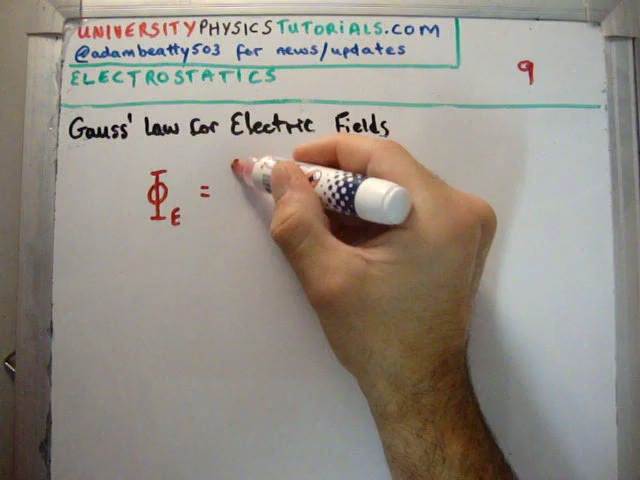 UNIVERSITYPHYSICSTUTORIALS.COM
@adambeatty503 for news/updates
ELECTROSTATICS
9
Gauss' Law for Electric Fields
Φ_E =